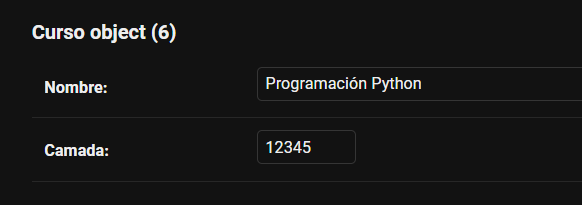 Curso object (6)
Nombre: Programación Python
Camada: 12345